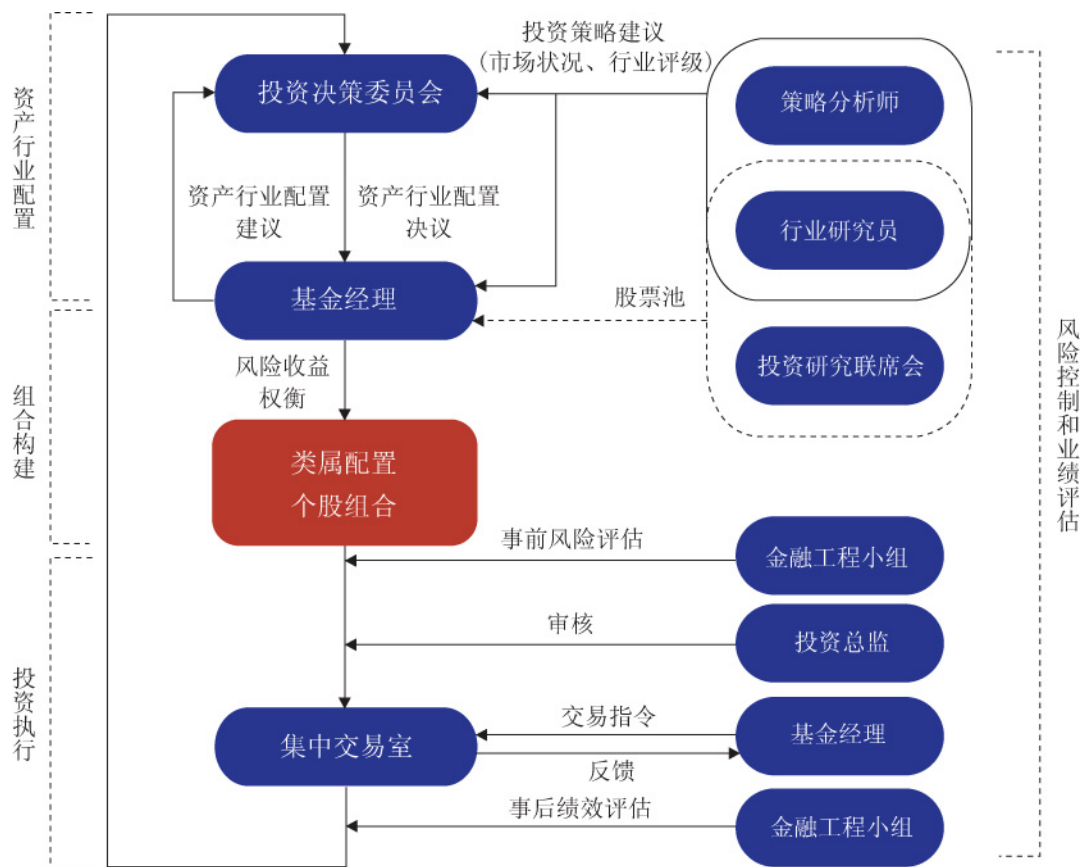 投资策略建议
(市场状况、行业评级)
投资决策委员会
策略分析师
资产行业配置
资产行业配置
建议
资产行业配置
决议
行业研究员
基金经理
股票池
投资研究联席会
风险收益
权衡
组合构建
类属配置
个股组合
风险控制和业绩评估
事前风险评估
金融工程小组
审核
投资总监
投资执行
集中交易室
交易指令
反馈
基金经理
事后绩效评估
金融工程小组